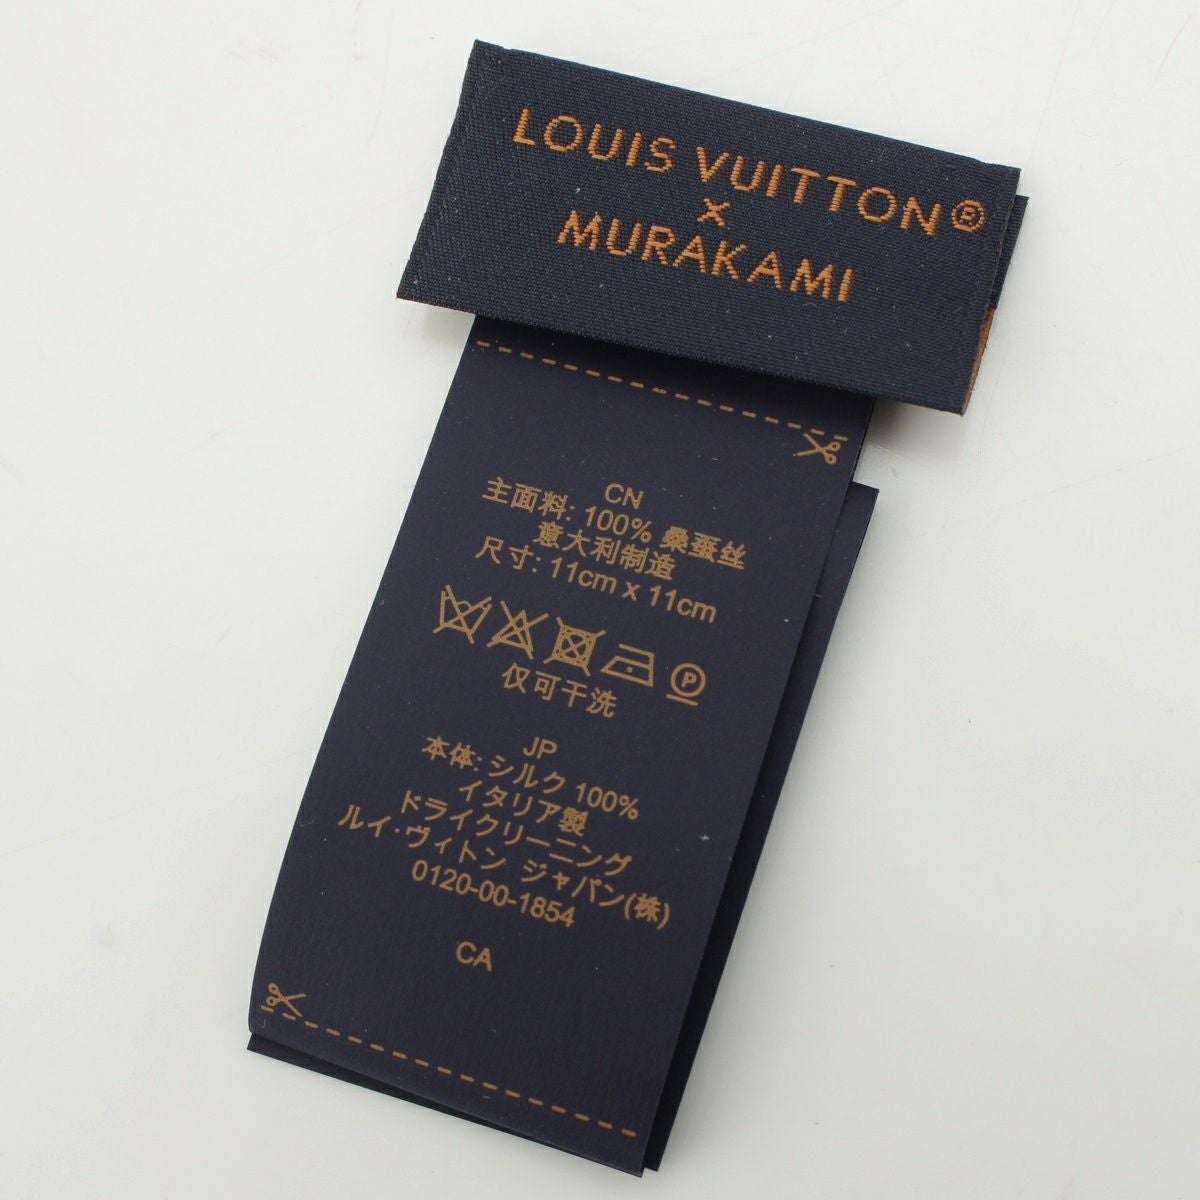 LOUIS VUITTON®
X
MURAKAMI
CN
主面料: 100% 桑蚕丝
意大利制造
尺寸: 11cm x 11cm
P
仅可干洗
JP
本体: シルク 100%
イタリア製
ドライクリーニング
ルイ・ヴィトン ジャパン(株)
0120-00-1854
CA